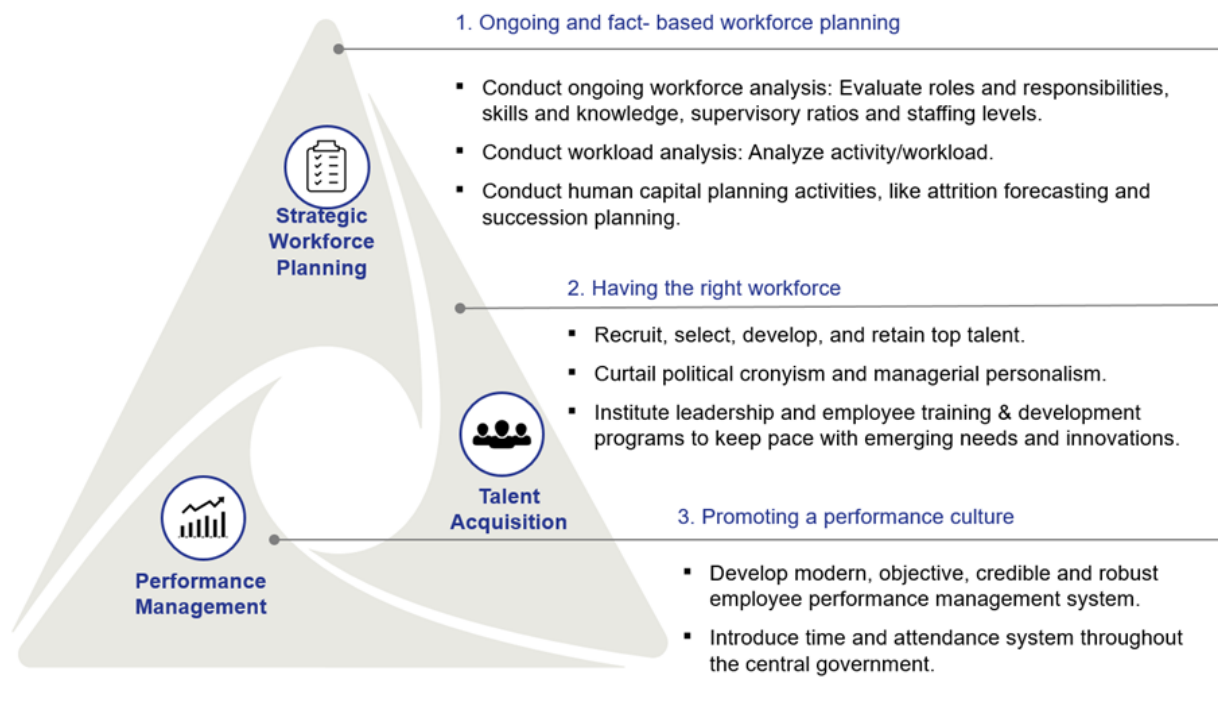 1. Ongoing and fact- based workforce planning
▪ Conduct ongoing workforce analysis: Evaluate roles and responsibilities,
skills and knowledge, supervisory ratios and staffing levels.
▪ Conduct workload analysis: Analyze activity/workload.
▪ Conduct human capital planning activities, like attrition forecasting and
succession planning.
Strategic
Workforce
Planning
2. Having the right workforce
▪ Recruit, select, develop, and retain top talent.
▪ Curtail political cronyism and managerial personalism.
▪ Institute leadership and employee training & development
programs to keep pace with emerging needs and innovations.
Talent
Acquisition
3. Promoting a performance culture
▪ Develop modern, objective, credible and robust
employee performance management system.
▪ Introduce time and attendance system throughout
the central government.
Performance
Management